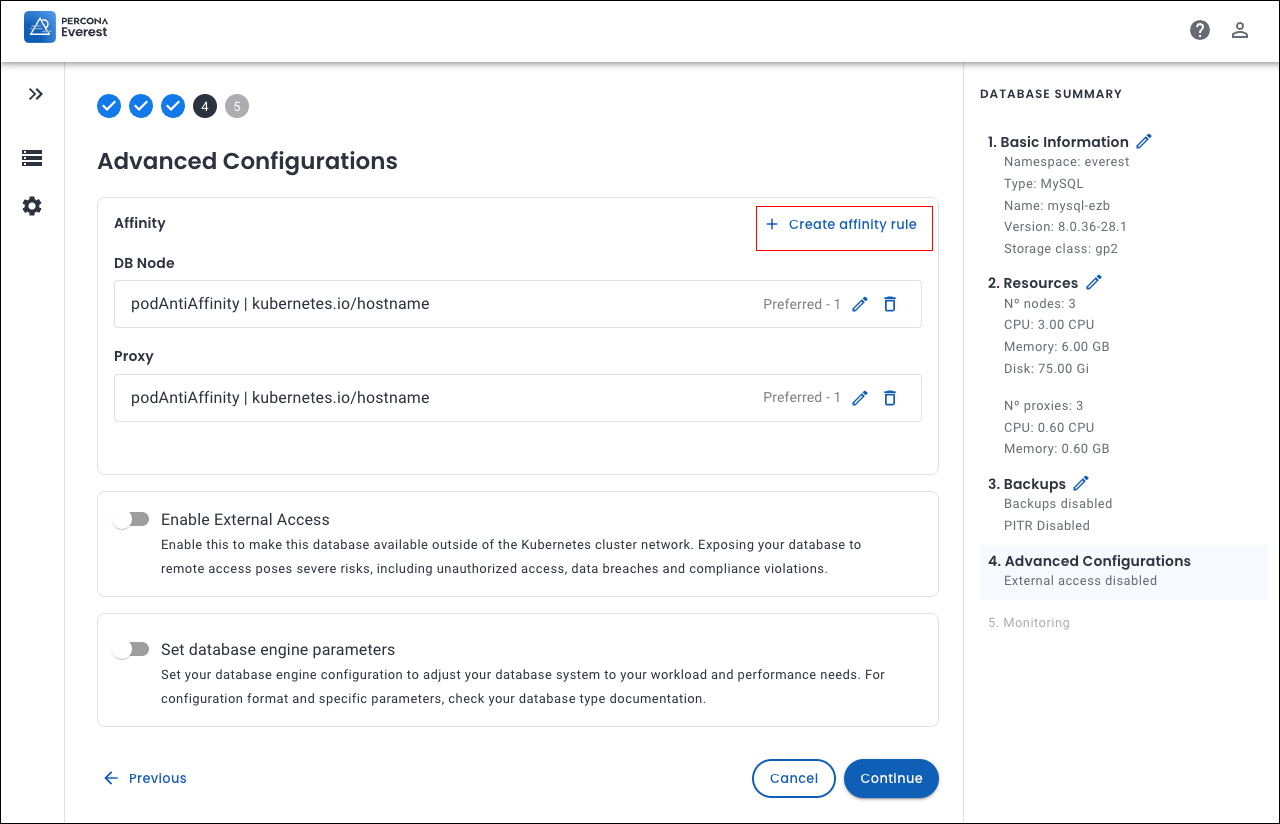 PERCONA
Everest
4
5
Advanced Configurations
Affinity
+ Create affinity rule
DB Node
podAntiAffinity | kubernetes.io/hostname
Preferred - 1
Proxy
podAntiAffinity | kubernetes.io/hostname
Preferred - 1
Enable External Access
Enable this to make this database available outside of the Kubernetes cluster network. Exposing your database to
remote access poses severe risks, including unauthorized access, data breaches and compliance violations.
Set database engine parameters
Set your database engine configuration to adjust your database system to your workload and performance needs. For
configuration format and specific parameters, check your database type documentation.
Previous
Cancel
Continue
DATABASE SUMMARY
1. Basic Information
Namespace: everest
Type: MySQL
Name: mysql-ezb
Version: 8.0.36-28.1
Storage class: gp2
2. Resources
Nº nodes: 3
CPU: 3.00 CPU
Memory: 6.00 GB
Disk: 75.00 Gi
Nº proxies: 3
CPU: 0.60 CPU
Memory: 0.60 GB
3. Backups
Backups disabled
PITR Disabled
4. Advanced Configurations
External access disabled
5. Monitoring